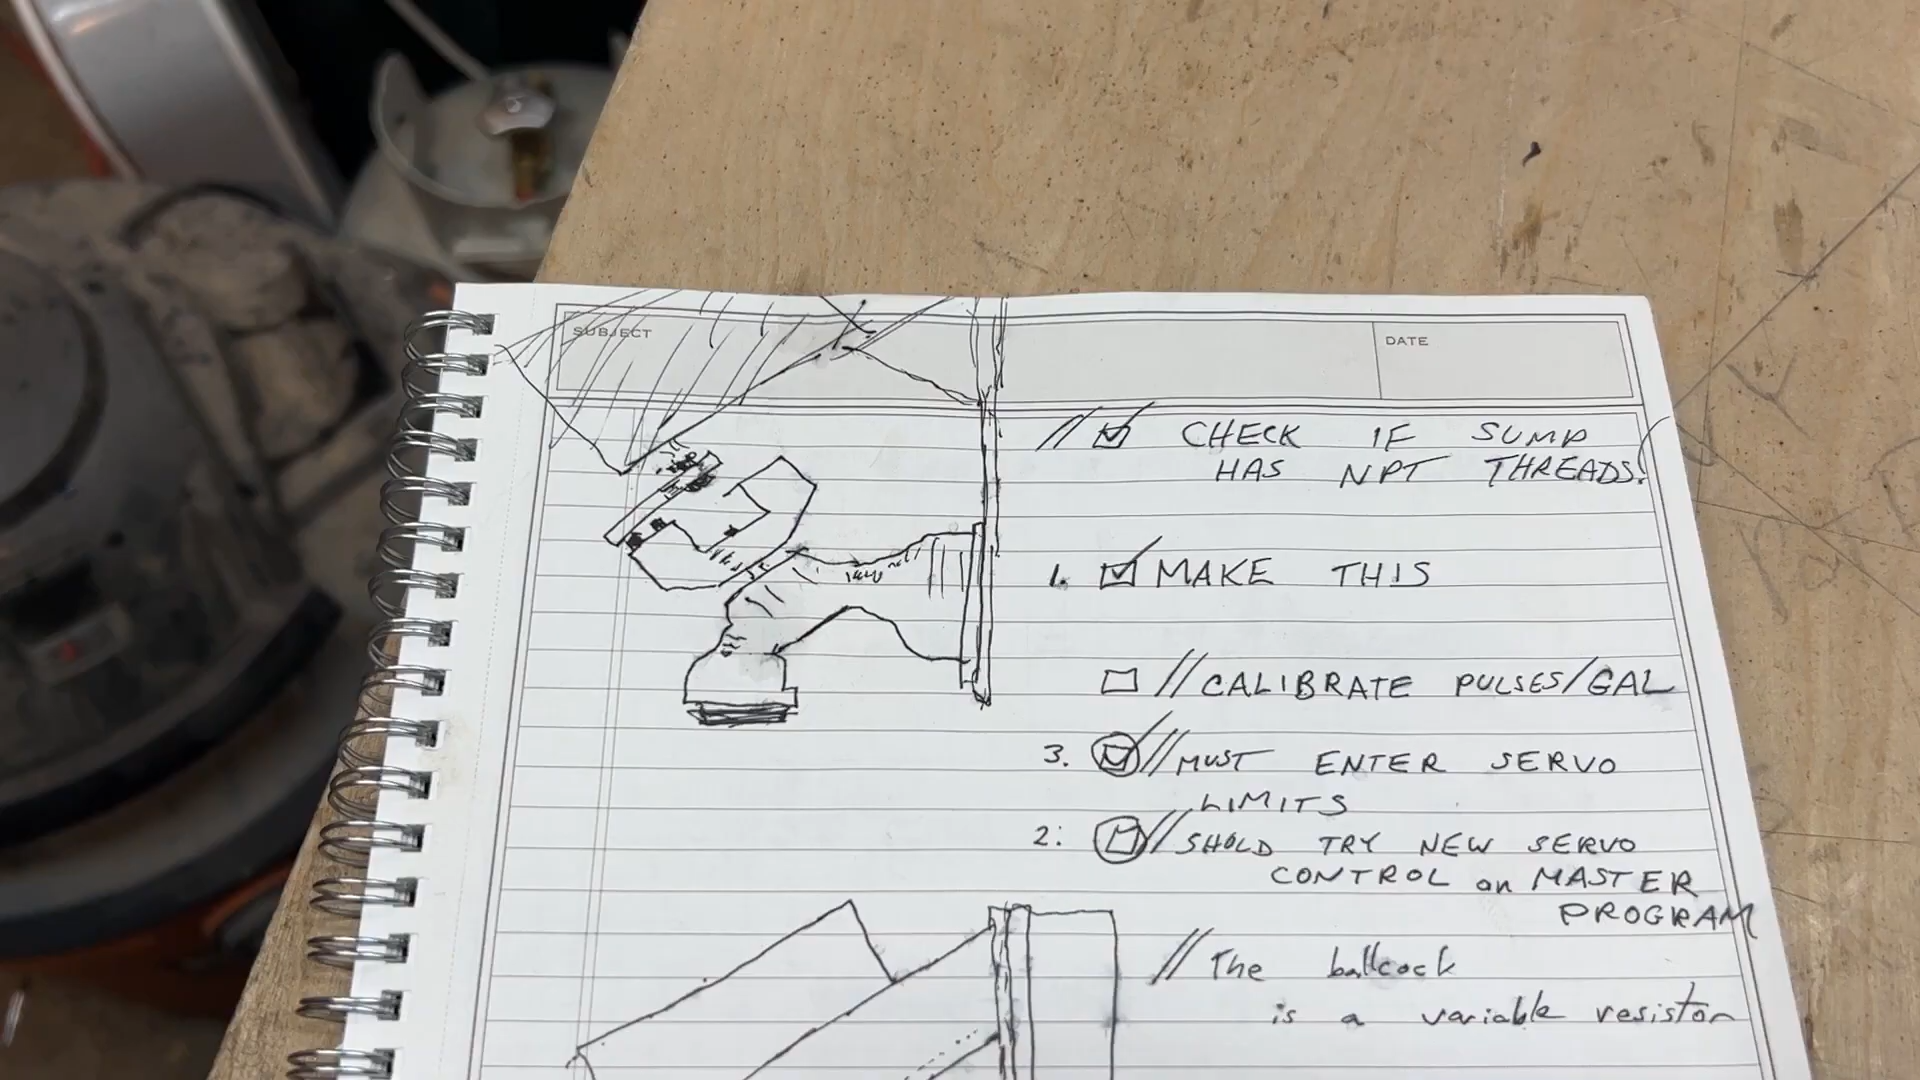 SUBJECT
DATE
// CHECK IF SUMP
HAS NPT THREADS?
1. MAKE THIS
// CALIBRATE PULSES/GAL
3. // MUST ENTER SERVO
LIMITS
2: // SHOLD TRY NEW SERVO
CONTROL on MASTER
PROGRAM
// The ballcock
is a variable resistor